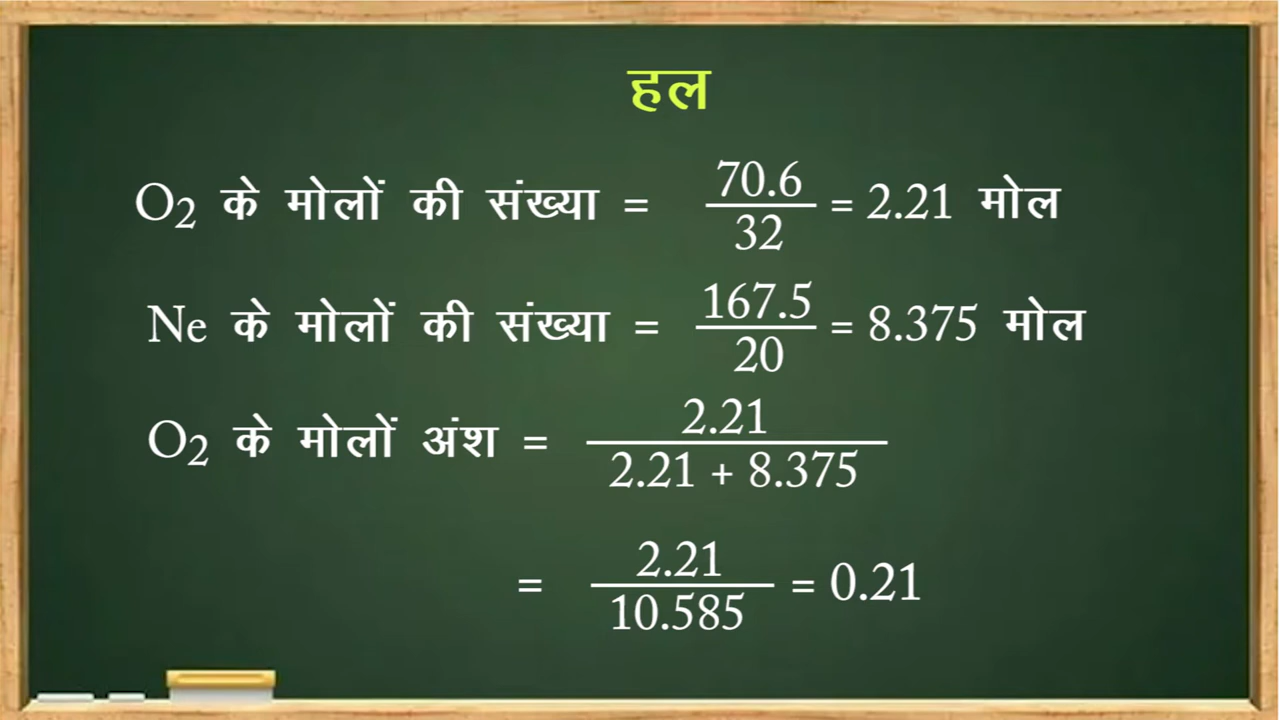 हल
O₂ के मोलों की संख्या = 70.6/32 = 2.21 मोल
Ne के मोलों की संख्या = 167.5/20 = 8.375 मोल
O₂ के मोलों अंश = 2.21/2.21 + 8.375
= 2.21/10.585 = 0.21